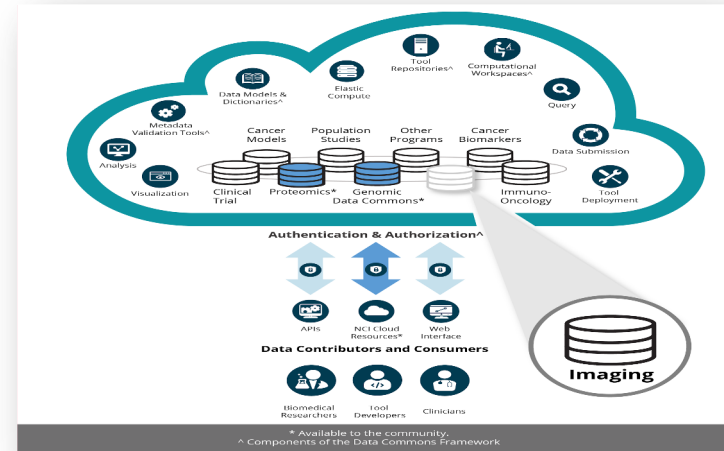 Tool
Repositories^
Computational
Workspaces^
Data Models &
Dictionaries^
Elastic
Compute
Query
Metadata
Validation Tools^
Cancer
Models
Population
Studies
Other
Programs
Cancer
Biomarkers
Data Submission
Analysis
Visualization
Clinical
Trial
Proteomics*
Genomic
Data Commons*
Immuno-
Oncology
Tool
Deployment
Authentication & Authorization^
APIs
NCI Cloud
Resources*
Web
Interface
Data Contributors and Consumers
Imaging
Biomedical
Researchers
Tool
Developers
Clinicians
* Available to the community.
^ Components of the Data Commons Framework